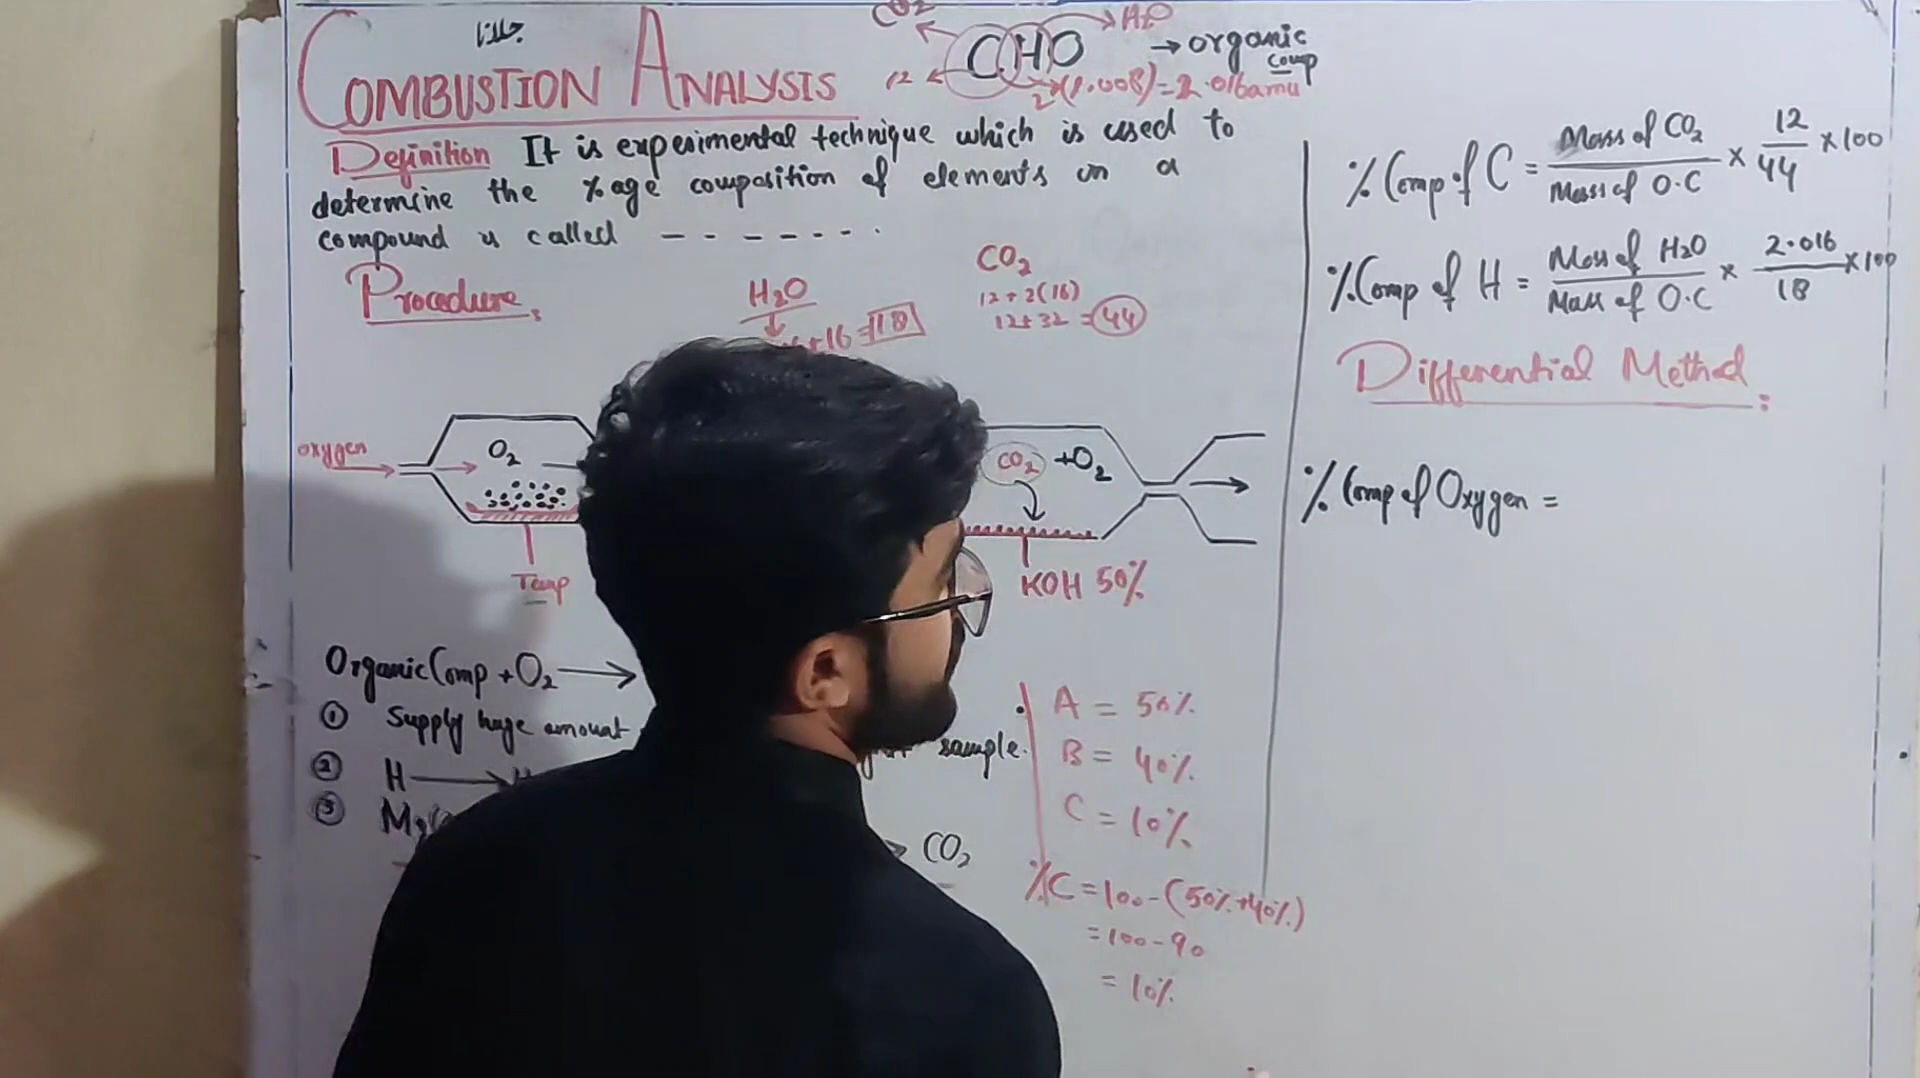 جلانا
COMBUSTION ANALYSIS
CO2
H2O
CHO → organic
comp
12
2×(1.008)=2.016amu
Definition It is experimental technique which is used to
determine the %age composition of elements in a
compound is called - - - - - - - .
Procedure:
H2O
+16 = 18
CO2
12 + 2(16)
12+32 = 44
oxygen
O2
CO2 + O2
Temp
KOH 50%
Organic Comp + O2 →
① Supply huge amount
sample.
② H →
③ Mg
CO2
A = 50%
B = 40%
C = 10%
%C = 100 - (50%+40%)
= 100 - 90
= 10%
% Comp of C = Mass of CO2 / Mass of O.C × 12/44 × 100
% Comp of H = Mass of H2O / Mass of O.C × 2.016/18 × 100
Differential Method:
% Comp of Oxygen =